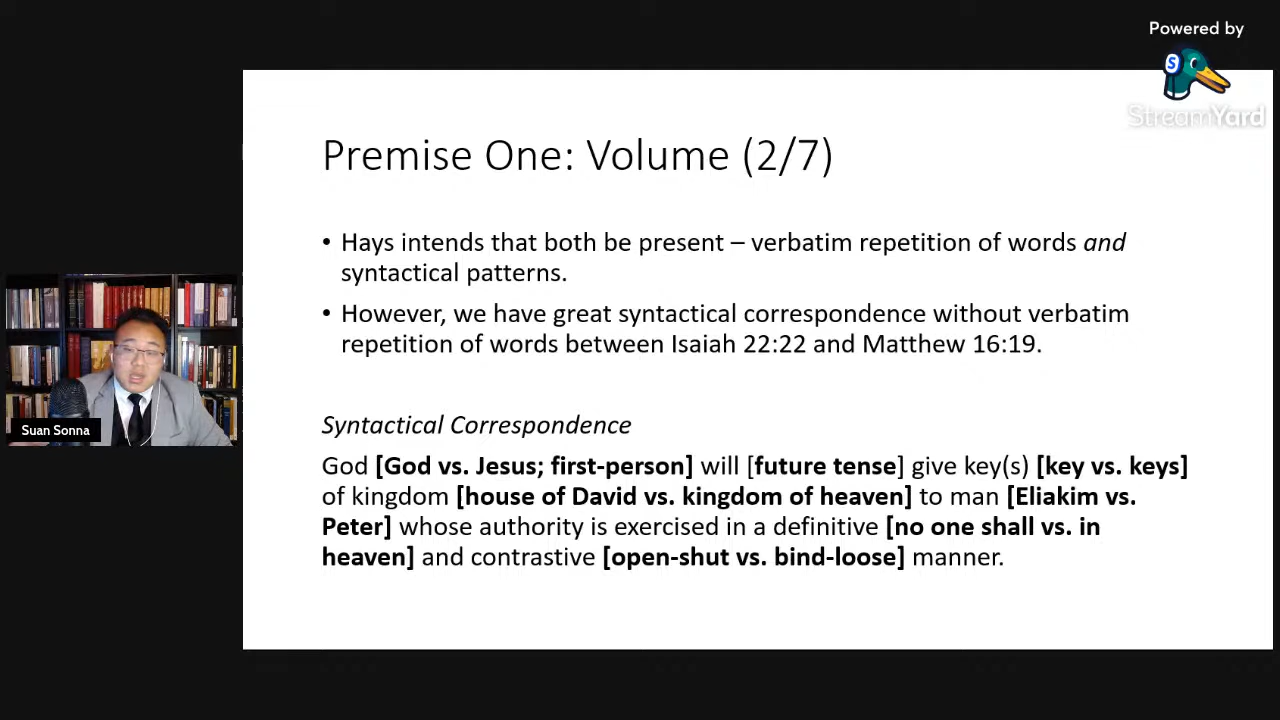 Powered by
S
StreamYard
Premise One: Volume (2/7)
• Hays intends that both be present – verbatim repetition of words and
syntactical patterns.
• However, we have great syntactical correspondence without verbatim
repetition of words between Isaiah 22:22 and Matthew 16:19.
Syntactical Correspondence
God [God vs. Jesus; first-person] will [future tense] give key(s) [key vs. keys]
of kingdom [house of David vs. kingdom of heaven] to man [Eliakim vs.
Peter] whose authority is exercised in a definitive [no one shall vs. in
heaven] and contrastive [open-shut vs. bind-loose] manner.
Suan Sonna